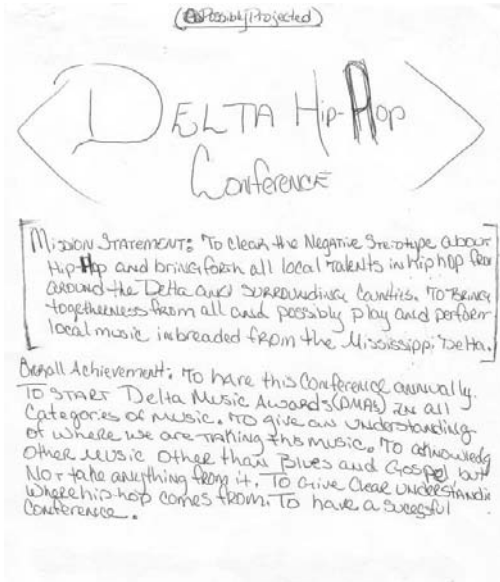 (As Possibly Projected)
DELTA Hip-Hop
Conference
Mission Statement: To clear the Negative Steriotype about
Hip-Hop and bring forth all local talents in hip hop from
around the Delta and surrounding Counties. To Bring
togetherness from all and possibly play and perform
local music inbreaded from the Mississippi Delta.
Overall Achievement: To have this Conference annually.
To START Delta Music Awards (DMAs) in all
Categories of music. To give an understanding
of where we are taking this music. To aknowledg
Other Music Other than Blues and Gospel but
Not take anything from it. To Give Clear Understandin
where hip hop comes from. To have a sucessful
Conference.